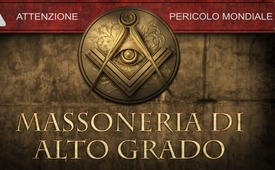 ATTENZIONE PERICOLO MONDIALE
MASSONERIA DI
ALTO GRADO